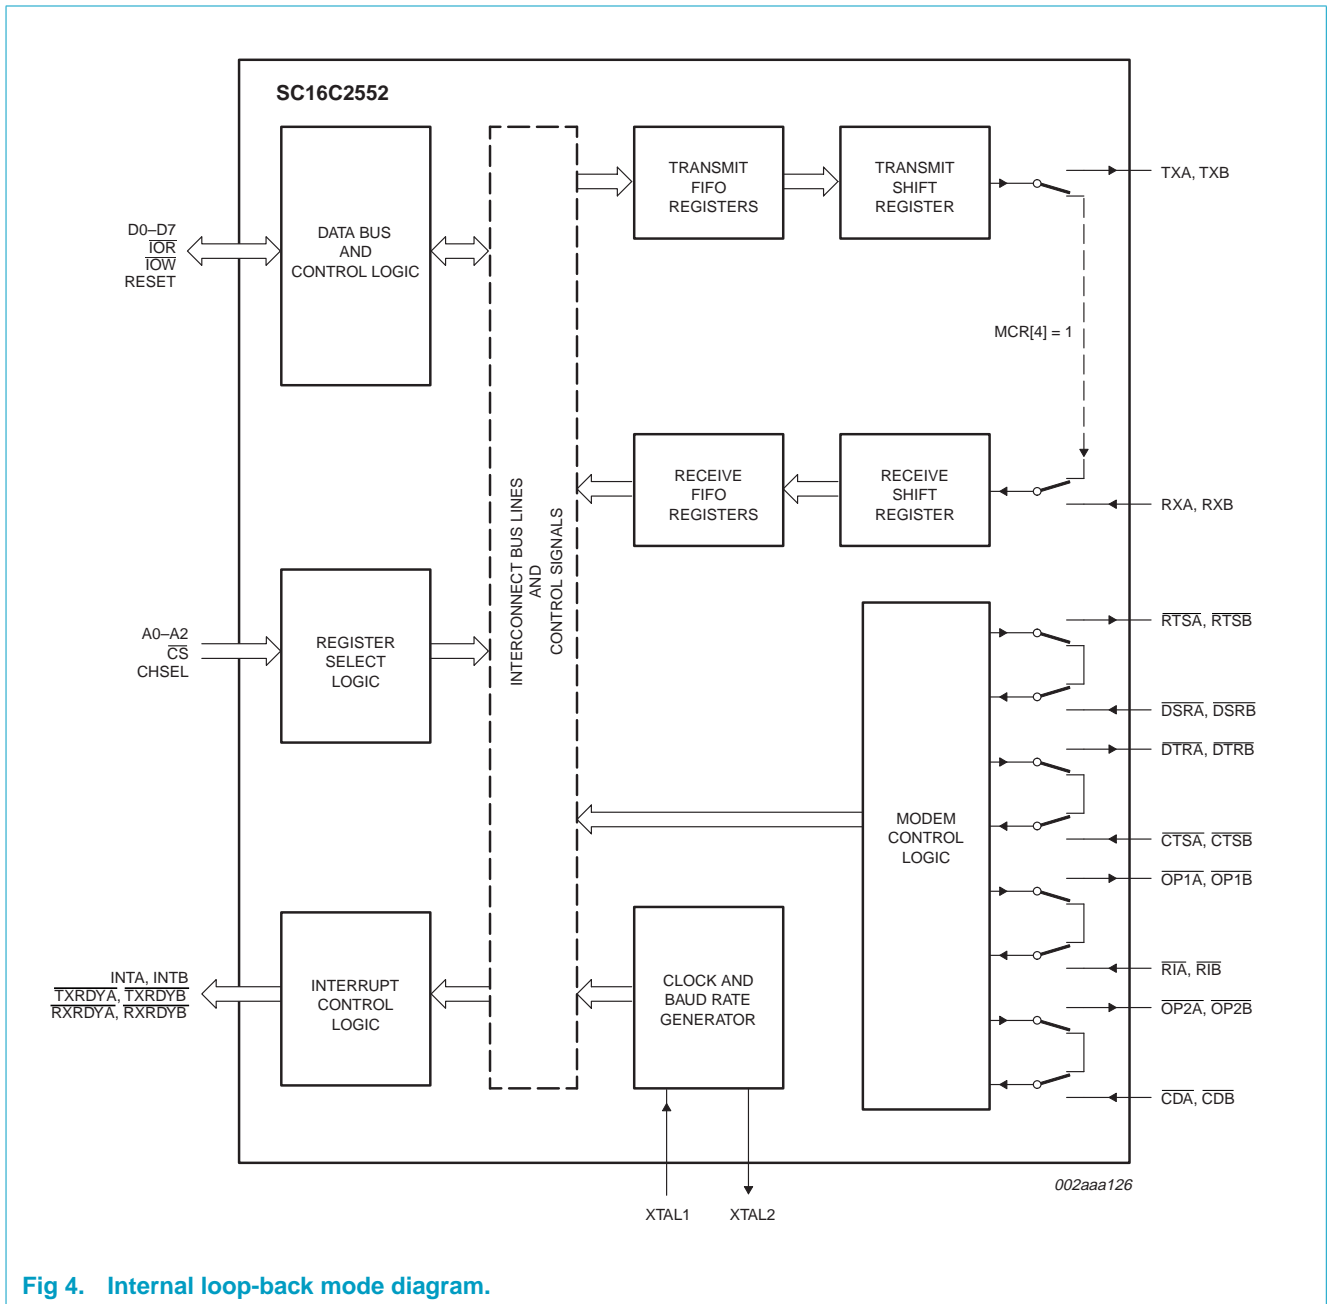 SC16C2552
DATA BUS
AND
CONTROL LOGIC
D0–D7
IOR
IOW
RESET
TRANSMIT
FIFO
REGISTERS
TRANSMIT
SHIFT
REGISTER
TXA, TXB
MCR[4] = 1
RECEIVE
FIFO
REGISTERS
RECEIVE
SHIFT
REGISTER
RXA, RXB
INTERCONNECT BUS LINES
AND
CONTROL SIGNALS
A0–A2
CS
CHSEL
REGISTER
SELECT
LOGIC
MODEM
CONTROL
LOGIC
RTSA, RTSB
DSRA, DSRB
DTRA, DTRB
CTSA, CTSB
OP1A, OP1B
RIA, RIB
OP2A, OP2B
CDA, CDB
INTA, INTB
TXRDYA, TXRDYB
RXRDYA, RXRDYB
INTERRUPT
CONTROL
LOGIC
CLOCK AND
BAUD RATE
GENERATOR
XTAL1
XTAL2
002aaa126
Fig 4. Internal loop-back mode diagram.